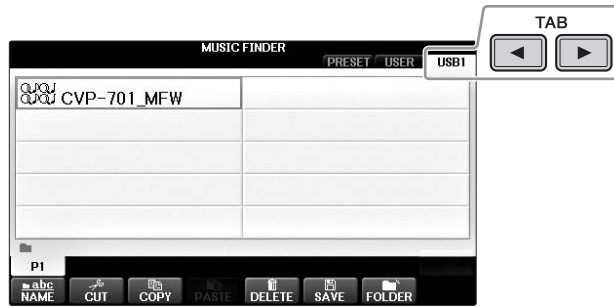 TAB
MUSIC FINDER
PRESET USER USB1
CVP-701_MFW
P1
abc
NAME CUT COPY PASTE DELETE SAVE FOLDER